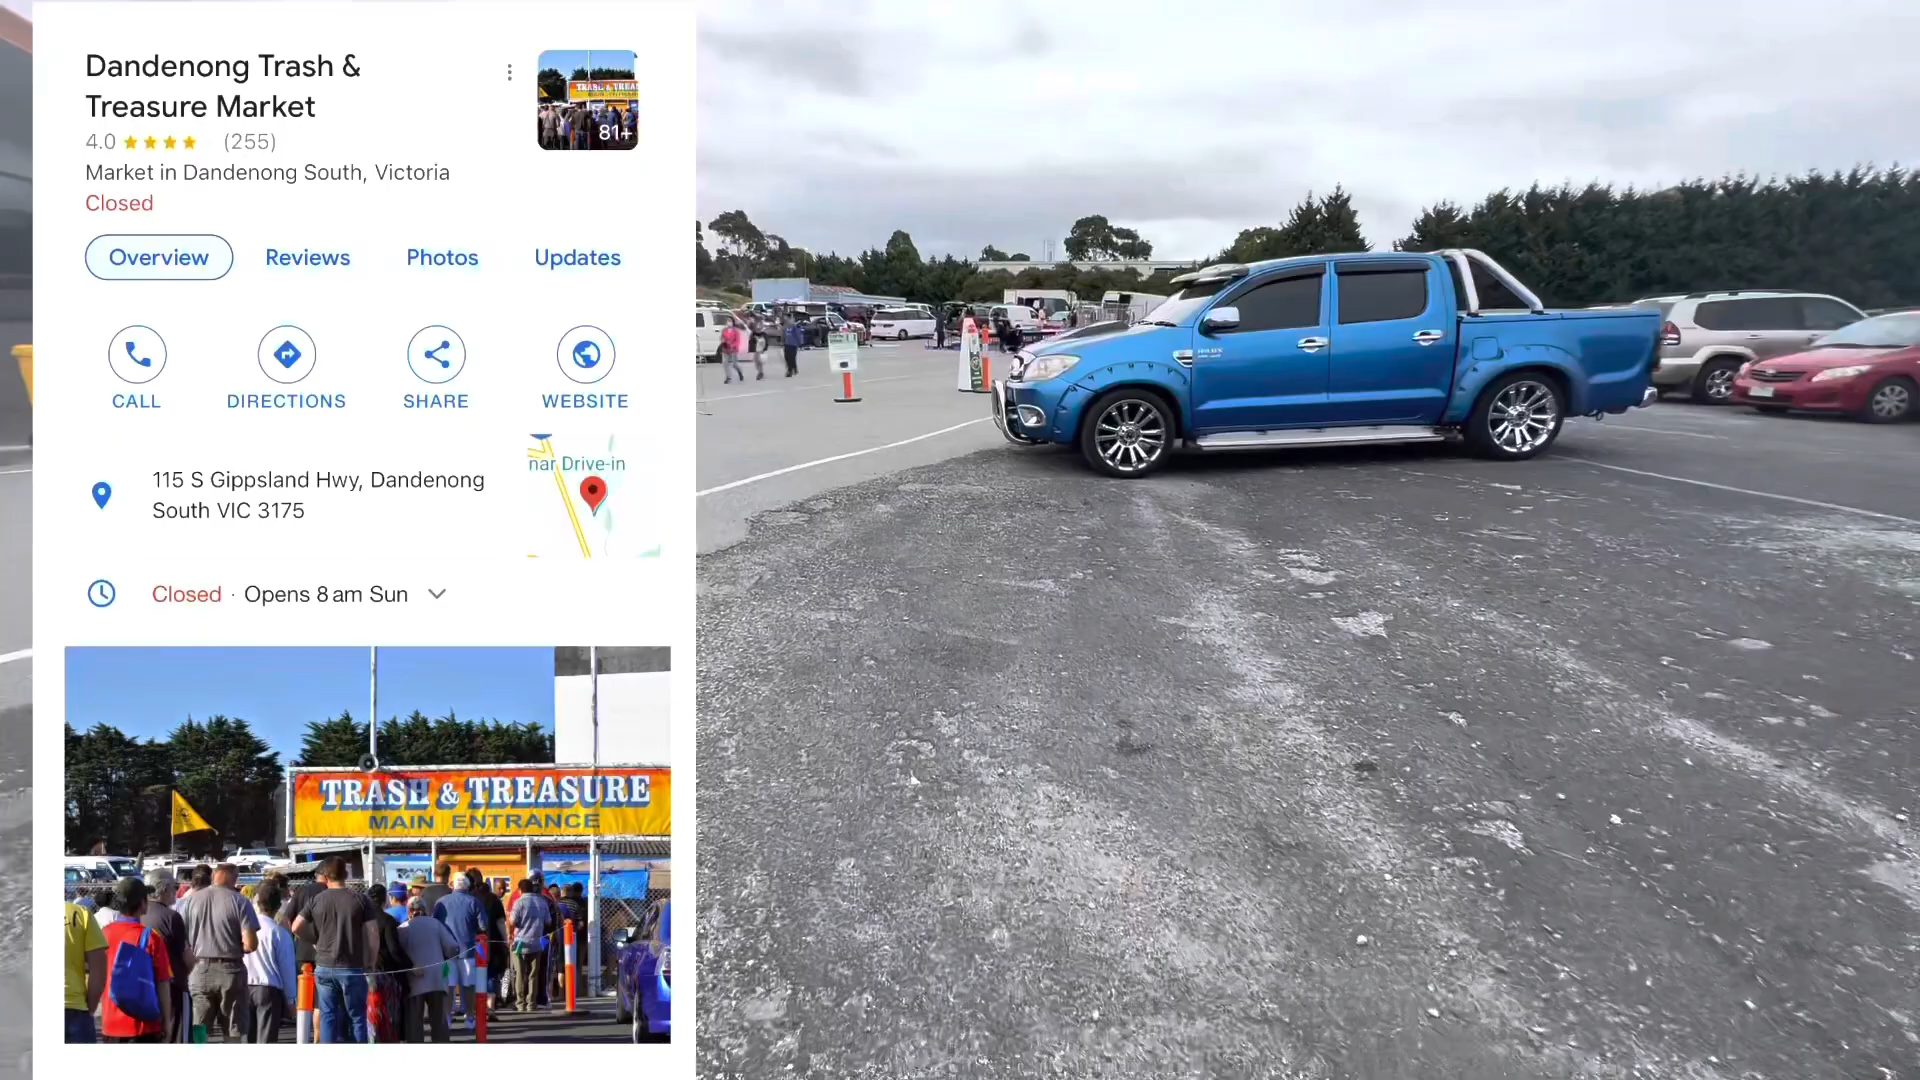 Dandenong Trash &
Treasure Market
4.0 (255)
81+
Market in Dandenong South, Victoria
Closed
Overview Reviews Photos Updates
CALL DIRECTIONS SHARE WEBSITE
115 S Gippsland Hwy, Dandenong
South VIC 3175
nar Drive-in
Closed · Opens 8 am Sun
TRASH & TREASURE
MAIN ENTRANCE